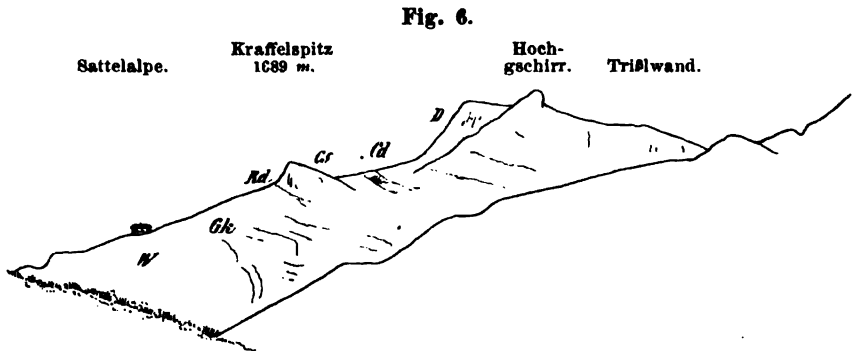 Fig. 6.
Sattelalpe.
Kraffelspitz
1689 m.
Hoch-
gschirr.
Trißlwand.
D
Cs
Cd
Rd.
Gk
W